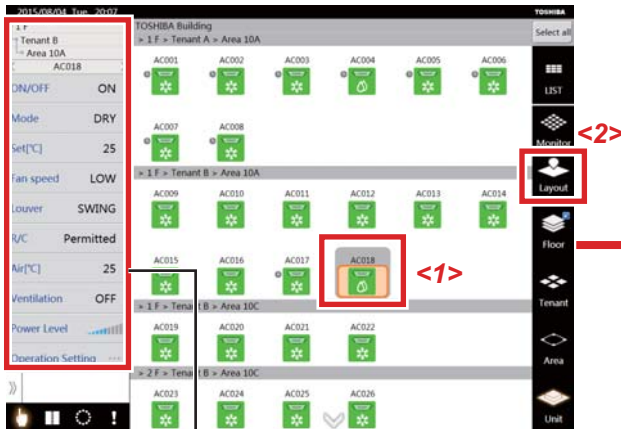 2015/08/04 Tue 20:07
TOSHIBA
1 F
Tenant B
Area 10A
AC018
ON/OFF ON
Mode DRY
Set[℃] 25
Fan speed LOW
Louver SWING
R/C Permitted
Air[℃] 25
Ventilation OFF
Power Level
Operation Setting ...
TOSHIBA Building
> 1 F > Tenant A > Area 10A
AC001 AC002 AC003 AC004 AC005 AC006
AC007 AC008
> 1 F > Tenant B > Area 10A
AC009 AC010 AC011 AC012 AC013 AC014
AC015 AC016 AC017 AC018
<1>
> 1 F > Tenant B > Area 10C
AC019 AC020 AC021 AC022
> 2 F > Tenant B > Area 10C
AC023 AC024 AC025 AC026
Select all
LIST
Monitor
<2>
Layout
Floor
Tenant
Area
Unit